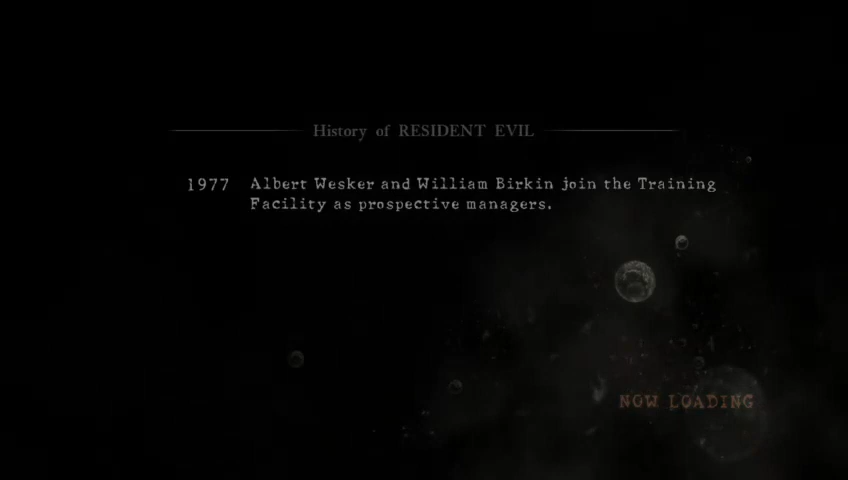 History of RESIDENT EVIL
1977 Albert Wesker and William Birkin join the Training
Facility as prospective managers.
NOW LOADING